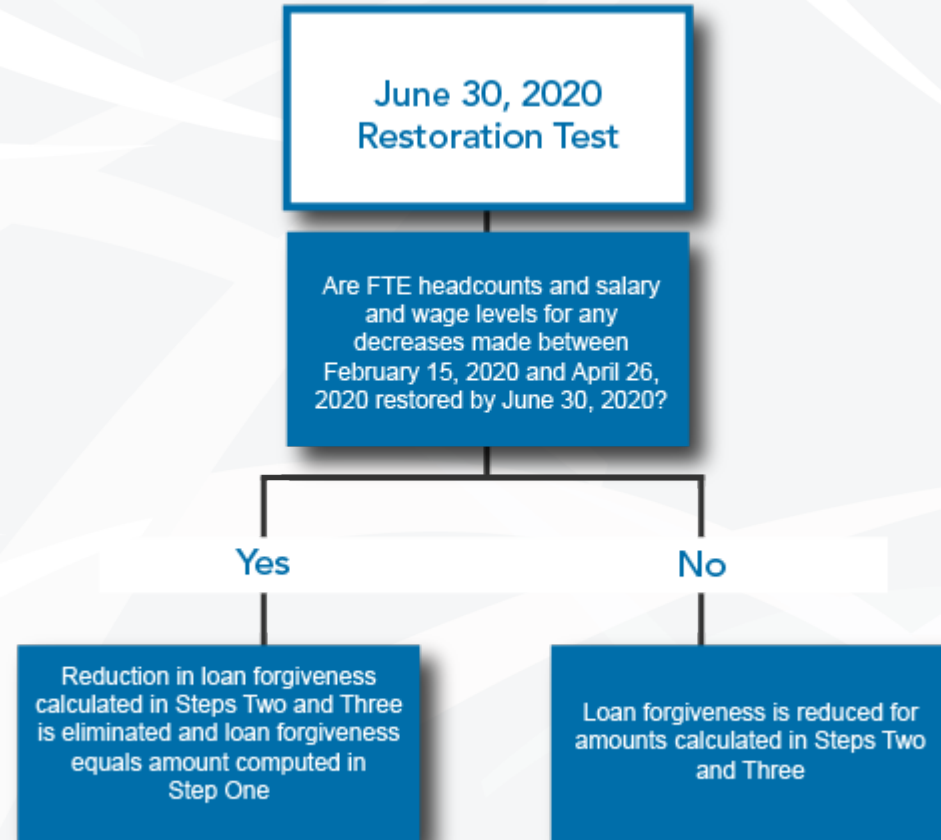 June 30, 2020
Restoration Test
Are FTE headcounts and salary
and wage levels for any
decreases made between
February 15, 2020 and April 26,
2020 restored by June 30, 2020?
Yes
No
Reduction in loan forgiveness
calculated in Steps Two and Three
is eliminated and loan forgiveness
equals amount computed in
Step One
Loan forgiveness is reduced for
amounts calculated in Steps Two
and Three